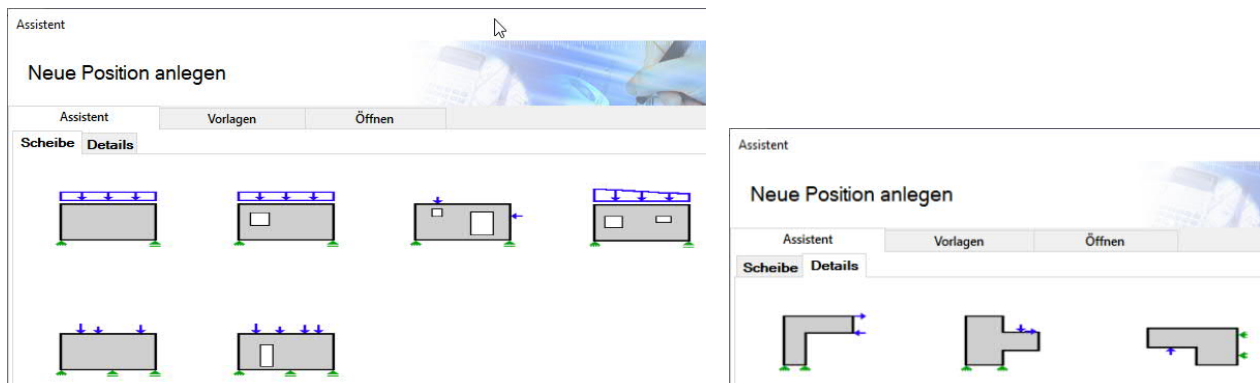 Assistent
Neue Position anlegen
Assistent Vorlagen Öffnen
Scheibe Details
Assistent
Neue Position anlegen
Assistent Vorlagen Öffnen
Scheibe Details